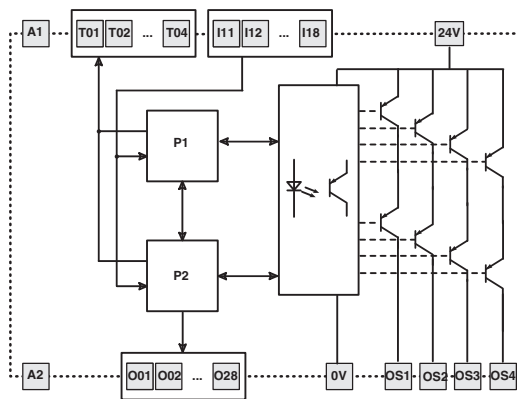 A1 T01 T02 ... T04 I11 I12 ... I18 24V
P1
P2
A2 O01 O02 ... O28 0V OS1 OS2 OS3 OS4